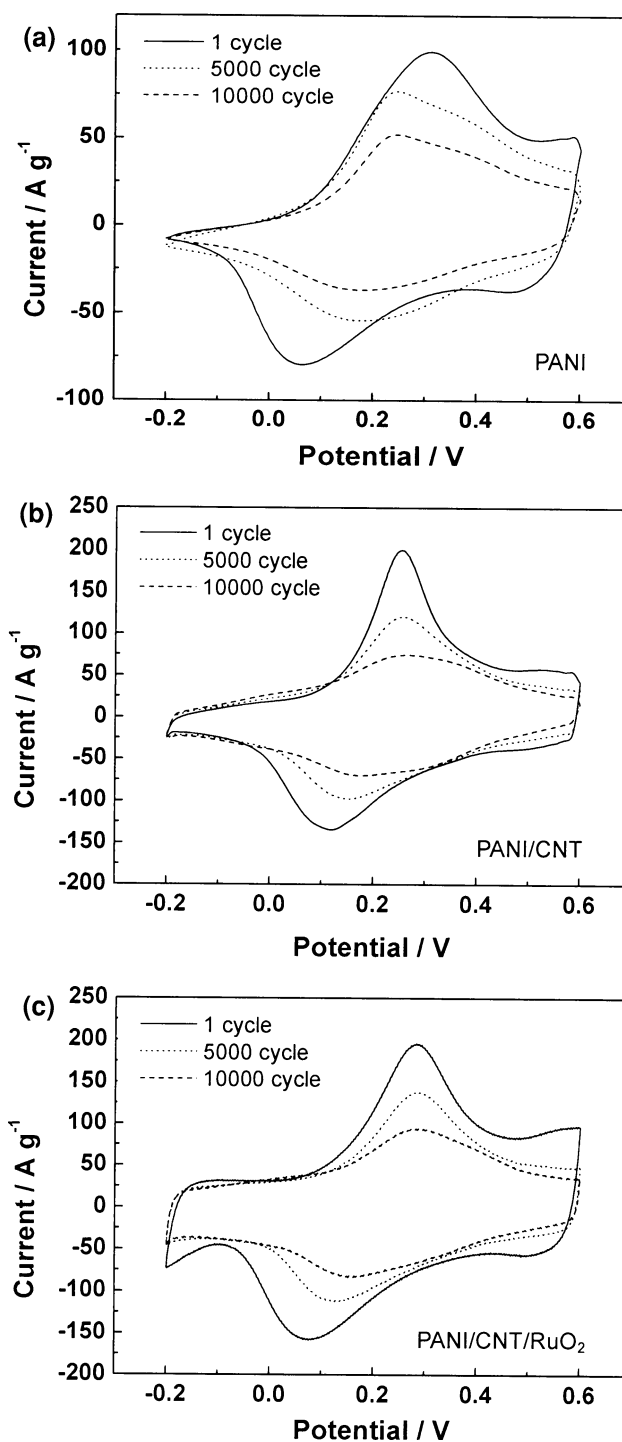 (a)
1 cycle
5000 cycle
10000 cycle
100
50
0
-50
-100
Current / A g⁻¹
PANI
-0.2 0.0 0.2 0.4 0.6
Potential / V
(b)
1 cycle
5000 cycle
10000 cycle
250
200
150
100
50
0
-50
-100
-150
-200
Current / A g⁻¹
PANI/CNT
-0.2 0.0 0.2 0.4 0.6
Potential / V
(c)
1 cycle
5000 cycle
10000 cycle
250
200
150
100
50
0
-50
-100
-150
-200
Current / A g⁻¹
PANI/CNT/RuO₂
-0.2 0.0 0.2 0.4 0.6
Potential / V